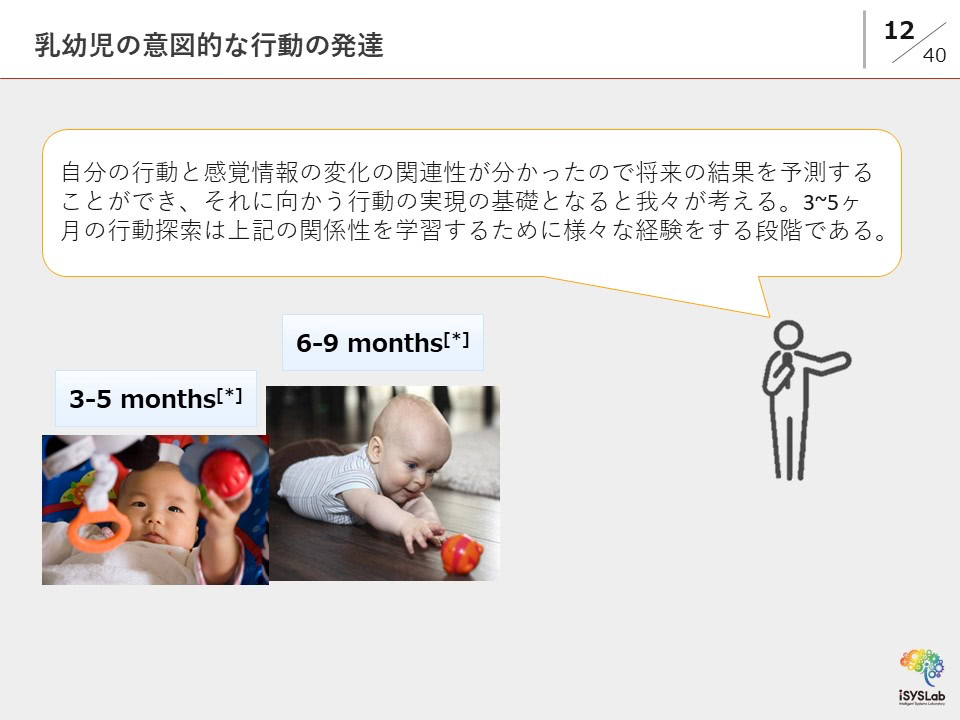 乳幼児の意図的な行動の発達
12
40
自分の行動と感覚情報の変化の関連性が分かったので将来の結果を予測する
ことができ、それに向かう行動の実現の基礎となると我々が考える。3~5ヶ
月の行動探索は上記の関係性を学習するために様々な経験をする段階である。
6-9 months[*]
3-5 months[*]
iSYSLab
Intelligent Systems Laboratory